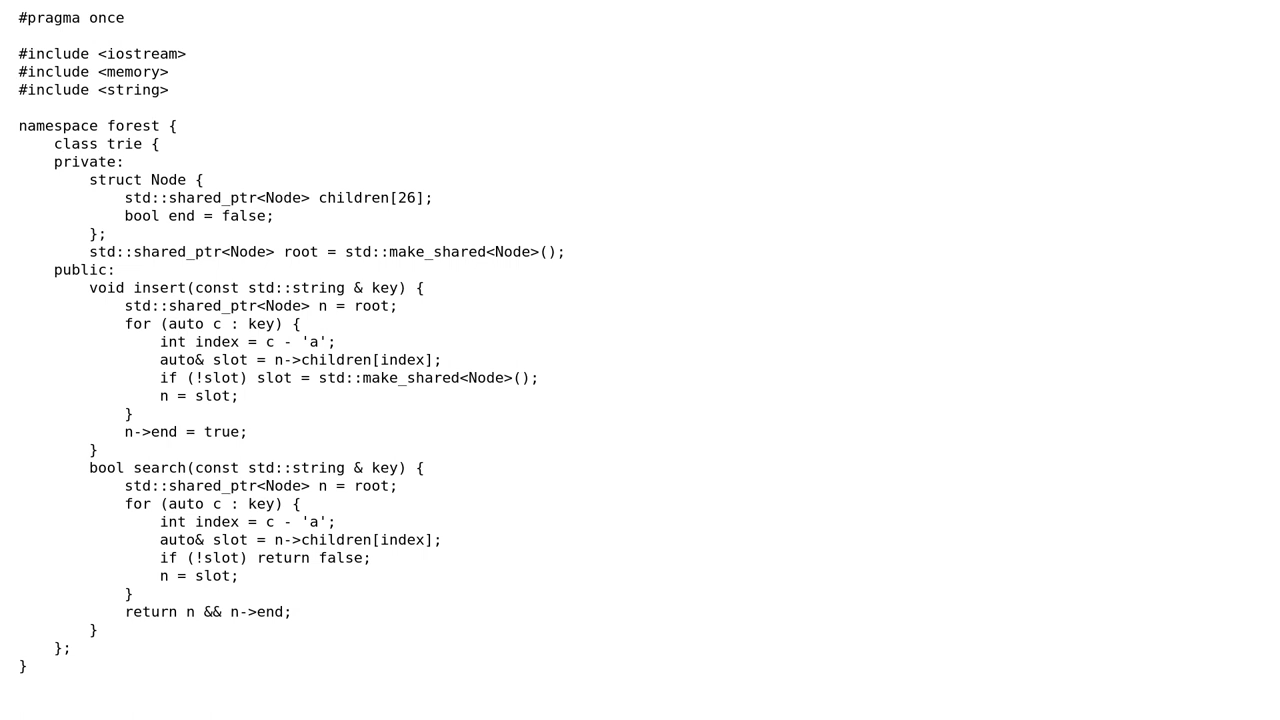 #pragma once

#include <iostream>
#include <memory>
#include <string>

namespace forest {
    class trie {
    private:
        struct Node {
            std::shared_ptr<Node> children[26];
            bool end = false;
        };
        std::shared_ptr<Node> root = std::make_shared<Node>();
    public:
        void insert(const std::string & key) {
            std::shared_ptr<Node> n = root;
            for (auto c : key) {
                int index = c - 'a';
                auto& slot = n->children[index];
                if (!slot) slot = std::make_shared<Node>();
                n = slot;
            }
            n->end = true;
        }
        bool search(const std::string & key) {
            std::shared_ptr<Node> n = root;
            for (auto c : key) {
                int index = c - 'a';
                auto& slot = n->children[index];
                if (!slot) return false;
                n = slot;
            }
            return n && n->end;
        }
    };
}